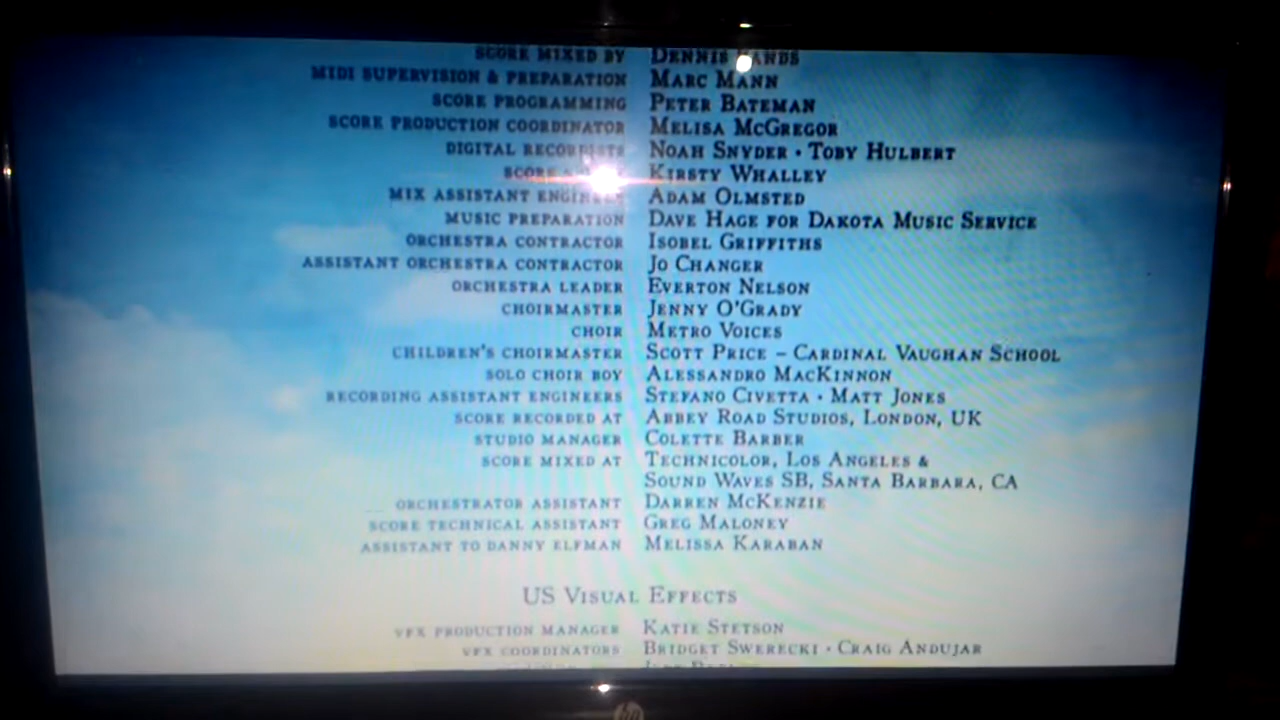 SCORE MIXED BY DENNIS SANDS
MIDI SUPERVISION & PREPARATION MARC MANN
SCORE PROGRAMMING PETER BATEMAN
SCORE PRODUCTION COORDINATOR MELISA MCGREGOR
DIGITAL RECORDISTS NOAH SNYDER • TOBY HULBERT
SCORE KIRSTY WHALLEY
MIX ASSISTANT ENGINEER ADAM OLMSTED
MUSIC PREPARATION DAVE HAGE FOR DAKOTA MUSIC SERVICE
ORCHESTRA CONTRACTOR ISOBEL GRIFFITHS
ASSISTANT ORCHESTRA CONTRACTOR JO CHANGER
ORCHESTRA LEADER EVERTON NELSON
CHOIRMASTER JENNY O'GRADY
CHOIR METRO VOICES
CHILDREN'S CHOIRMASTER SCOTT PRICE – CARDINAL VAUGHAN SCHOOL
SOLO CHOIR BOY ALESSANDRO MACKINNON
RECORDING ASSISTANT ENGINEERS STEFANO CIVETTA • MATT JONES
SCORE RECORDED AT ABBEY ROAD STUDIOS, LONDON, UK
STUDIO MANAGER COLETTE BARBER
SCORE MIXED AT TECHNICOLOR, LOS ANGELES &
SOUND WAVES SB, SANTA BARBARA, CA
ORCHESTRATOR ASSISTANT DARREN MCKENZIE
SCORE TECHNICAL ASSISTANT GREG MALONEY
ASSISTANT TO DANNY ELFMAN MELISSA KARABAN
US VISUAL EFFECTS
VFX PRODUCTION MANAGER KATIE STETSON
VFX COORDINATORS BRIDGET SWERECKI • CRAIG ANDUJAR
hp